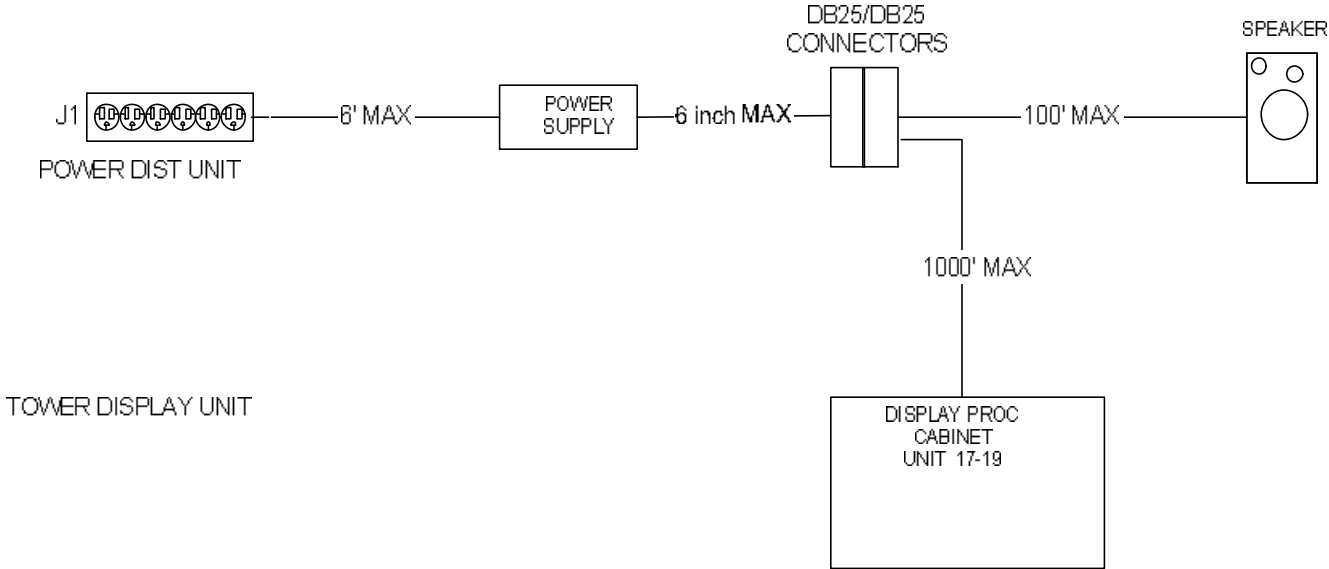 DB25/DB25
CONNECTORS
SPEAKER
J1
6' MAX
POWER
SUPPLY
6 inch MAX
100' MAX
POWER DIST UNIT
1000' MAX
TOWER DISPLAY UNIT
DISPLAY PROC
CABINET
UNIT 17-19